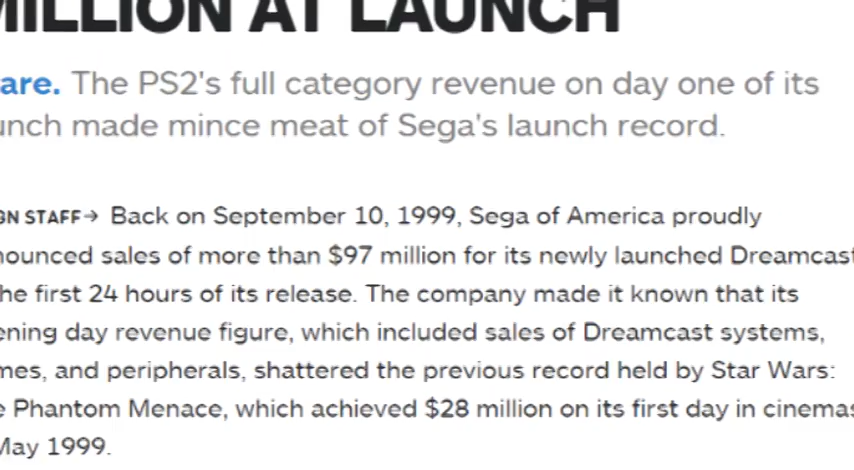 MILLION AT LAUNCH
are. The PS2's full category revenue on day one of its
unch made mince meat of Sega's launch record.
GN STAFF→ Back on September 10, 1999, Sega of America proudly
nounced sales of more than $97 million for its newly launched Dreamcast
he first 24 hours of its release. The company made it known that its
ening day revenue figure, which included sales of Dreamcast systems,
mes, and peripherals, shattered the previous record held by Star Wars:
e Phantom Menace, which achieved $28 million on its first day in cinemas
May 1999.